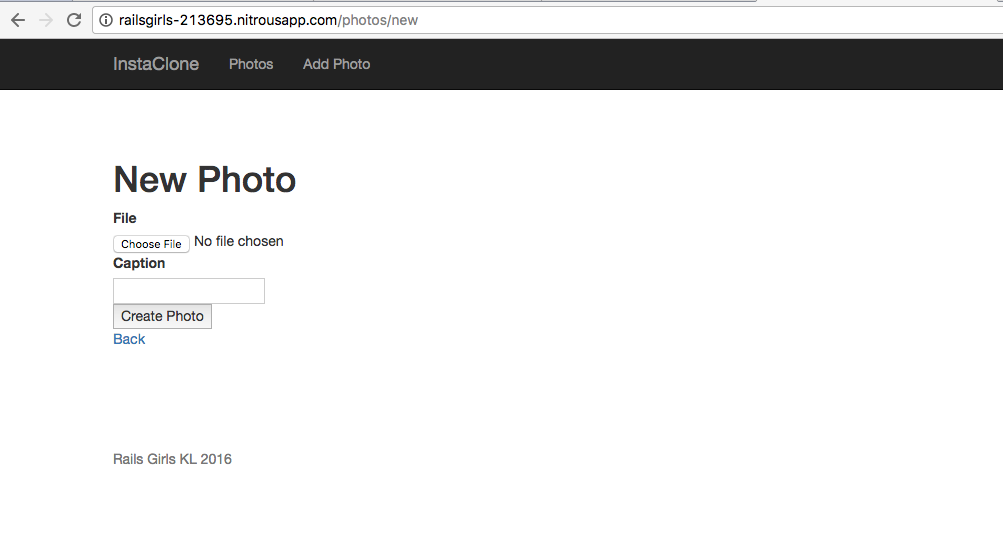 railsgirls-213695.nitrousapp.com/photos/new
InstaClone Photos Add Photo
New Photo
File
Choose File No file chosen
Caption
Create Photo
Back
Rails Girls KL 2016